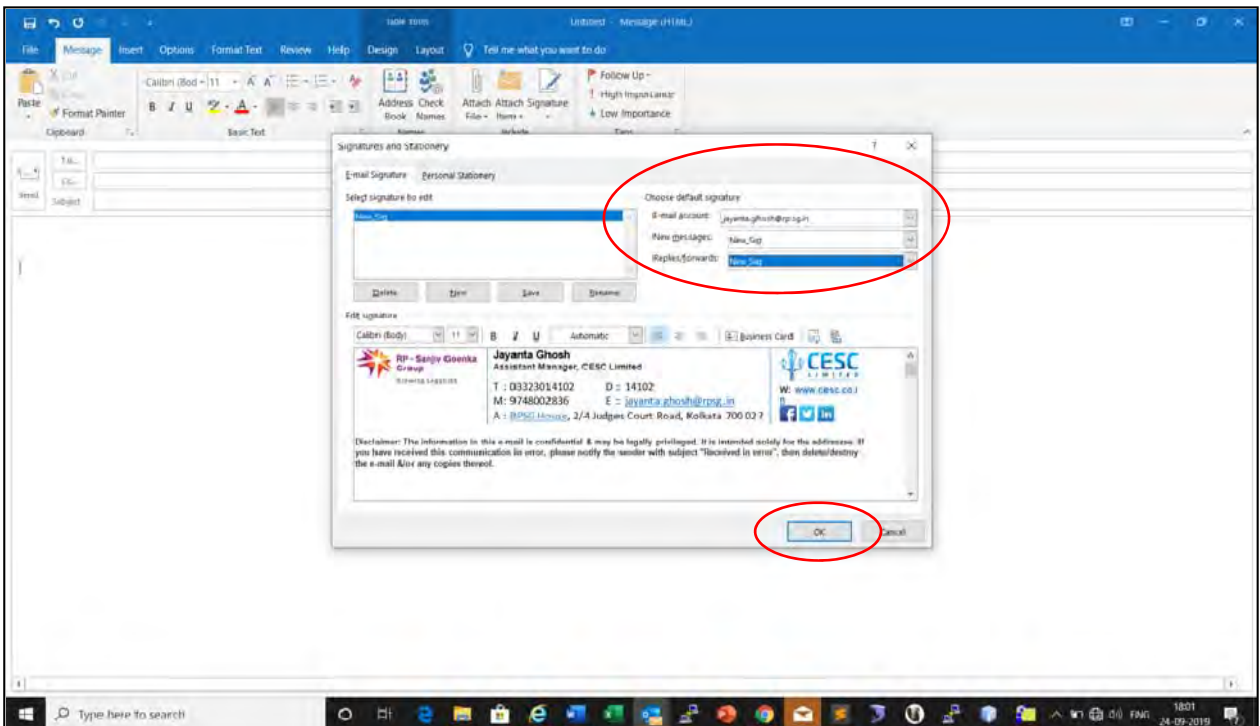 TABLE TOOLS
Untitled - Message (HTML)
File Message Insert Options Format Text Review Help Design Layout Tell me what you want to do
Cut
Paste
Format Painter
Clipboard
Calibri (Bod 11 A A
B I U A
Basic Text
Address Book
Check Names
Names
Attach File
Attach Item
Signature
Include
Follow Up
High Importance
Low Importance
Tags
Send
To...
Cc...
Subject
Signatures and Stationery
? ×
E-mail Signature Personal Stationery
Select signature to edit
New_Sig
Delete New Save Rename
Choose default signature
E-mail account: jayanta.ghosh@rpsg.in
New messages: New_Sig
Replies/forwards: New_Sig
Edit signature
Calibri (Body) 11 B I U Automatic Business Card
RP - Sanjiv Goenka
Group
Growing Legacies
Jayanta Ghosh
Assistant Manager, CESC Limited
T : 03323014102 D : 14102
M: 9748002836 E : jayanta.ghosh@rpsg.in
A : RPSG House, 2/4 Judges Court Road, Kolkata 700 027
CESC
LIMITED
W: www.cesc.co.i
n
Disclaimer: The information in this e-mail is confidential & may be legally privileged. It is intended solely for the addressee. If
you have received this communication in error, please notify the sender with subject "Received in error", then delete/destroy
the e-mail &/or any copies thereof.
OK Cancel
Type here to search
ENG
18:01
24-09-2019